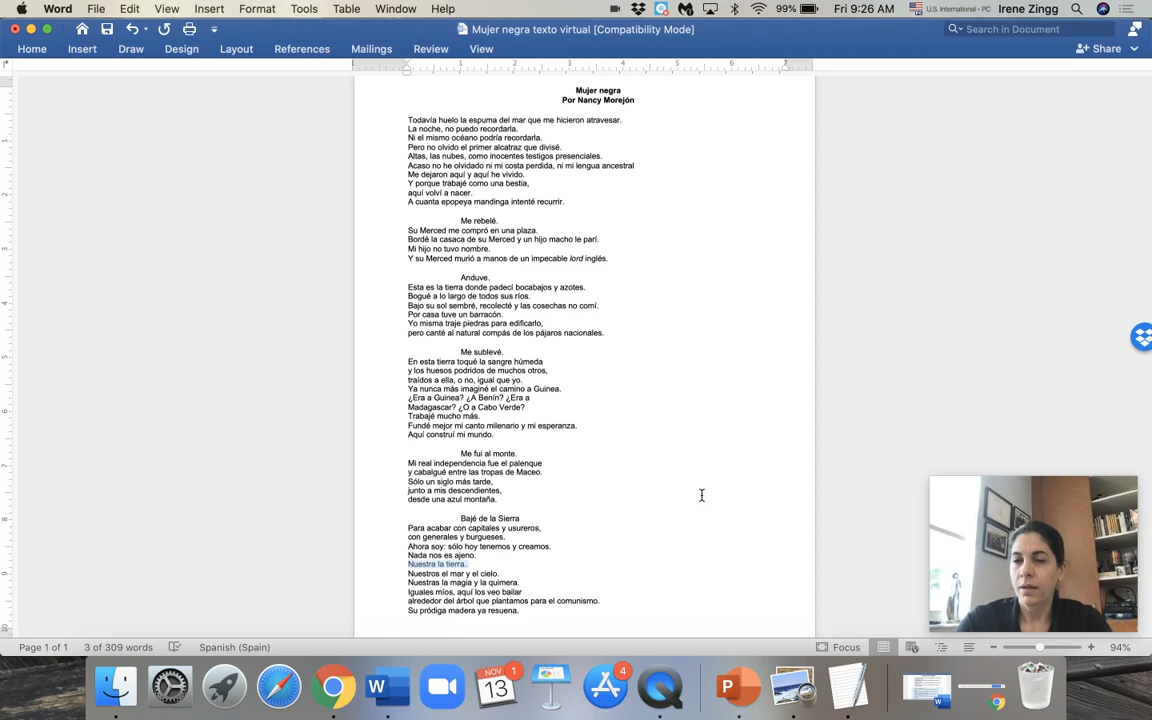 Word File Edit View Insert Format Tools Table Window Help 99% Fri 9:26 AM U.S. International - PC Irene Zingg
Mujer negra texto virtual [Compatibility Mode] Search in Document
Home Insert Draw Design Layout References Mailings Review View Share
1 1 2 3 4 5 6 7
Mujer negra
Por Nancy Morejón
Todavía huelo la espuma del mar que me hicieron atravesar.
La noche, no puedo recordarla.
Ni el mismo océano podría recordarla.
Pero no olvido el primer alcatraz que divisé.
Altas, las nubes, como inocentes testigos presenciales.
Acaso no he olvidado ni mi costa perdida, ni mi lengua ancestral
Me dejaron aquí y aquí he vivido.
Y porque trabajé como una bestia,
aquí volví a nacer.
A cuanta epopeya mandinga intenté recurrir.
Me rebelé.
Su Merced me compró en una plaza.
Bordé la casaca de su Merced y un hijo macho le parí.
Mi hijo no tuvo nombre.
Y su Merced murió a manos de un impecable lord inglés.
Anduve.
Esta es la tierra donde padecí bocabajos y azotes.
Bogué a lo largo de todos sus ríos.
Bajo su sol sembré, recolecté y las cosechas no comí.
Por casa tuve un barracón.
Yo misma traje piedras para edificarlo,
pero canté al natural compás de los pájaros nacionales.
Me sublevé.
En esta tierra toqué la sangre húmeda
y los huesos podridos de muchos otros,
traídos a ella, o no, igual que yo.
Ya nunca más imaginé el camino a Guinea.
¿Era a Guinea? ¿A Benín? ¿Era a
Madagascar? ¿O a Cabo Verde?
Trabajé mucho más.
Fundé mejor mi canto milenario y mi esperanza.
Aquí construí mi mundo.
Me fui al monte.
Mi real independencia fue el palenque
y cabalgué entre las tropas de Maceo.
Sólo un siglo más tarde,
junto a mis descendientes,
desde una azul montaña.
Bajé de la Sierra
Para acabar con capitales y usureros,
con generales y burgueses.
Ahora soy: sólo hoy tenemos y creamos.
Nada nos es ajeno.
Nuestra la tierra.
Nuestros el mar y el cielo.
Nuestras la magia y la quimera.
Iguales míos, aquí los veo bailar
alrededor del árbol que plantamos para el comunismo.
Su pródiga madera ya resuena.
Page 1 of 1 3 of 309 words Spanish (Spain) Focus 94%
NOV 13 1 4